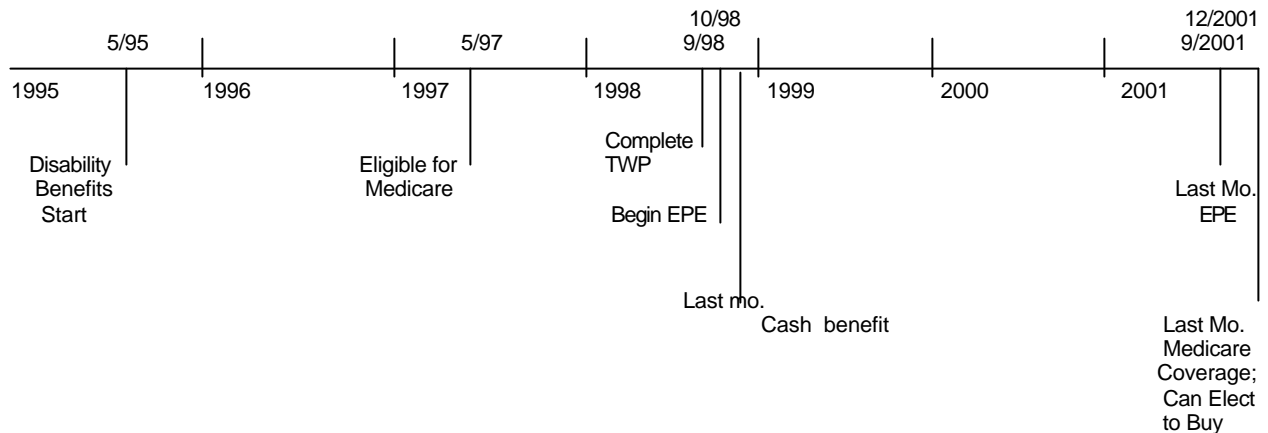 10/98
12/2001
5/95
5/97
9/98
9/2001
1995
1996
1997
1998
1999
2000
2001
Disability
Benefits
Start
Eligible for
Medicare
Complete
TWP
Begin EPE
Last mo.
Cash benefit
Last Mo.
EPE
Last Mo.
Medicare
Coverage;
Can Elect
to Buy